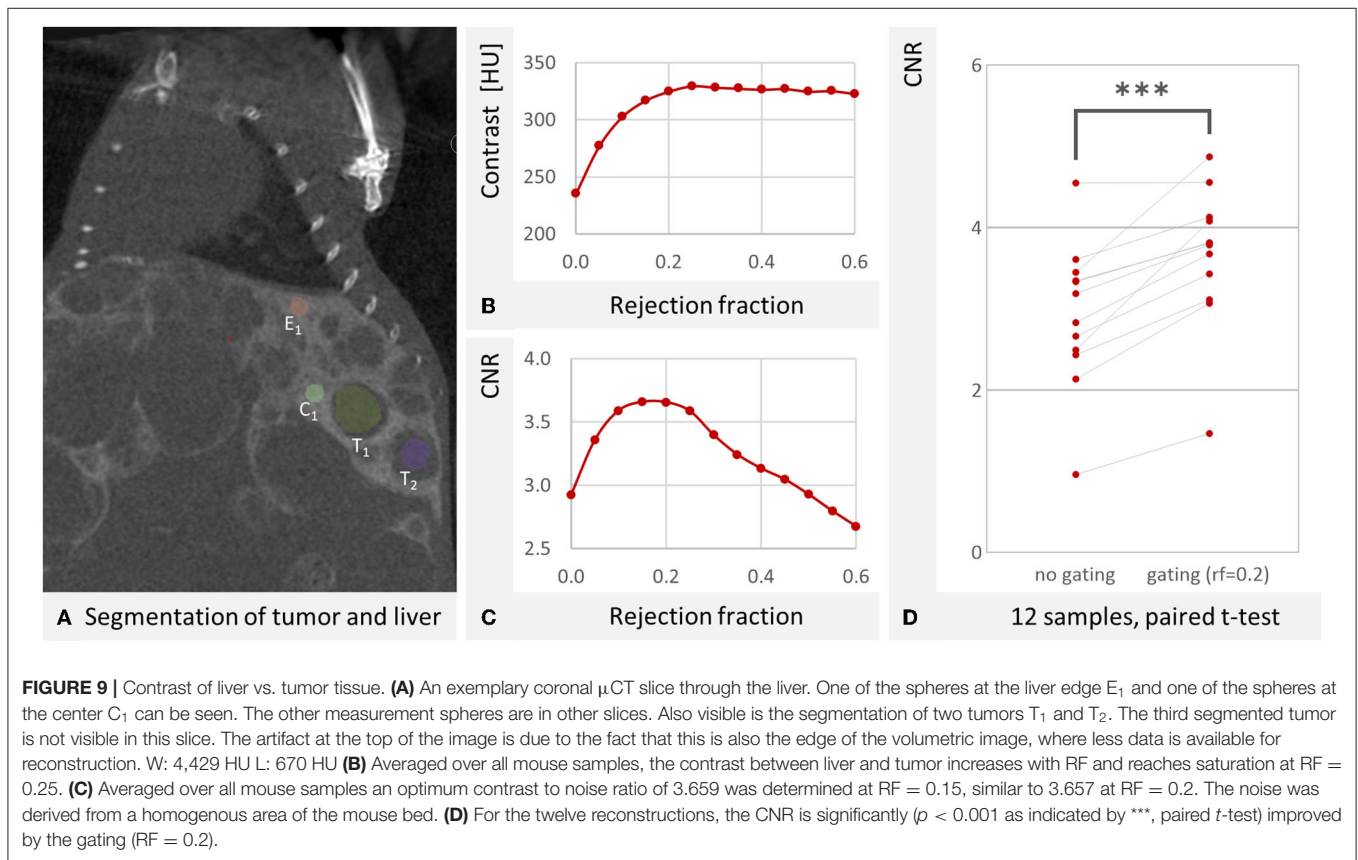 E₁
C₁
T₁
T₂
A Segmentation of tumor and liver
Contrast [HU]
350
300
250
200
0.0 0.2 0.4 0.6
B Rejection fraction
CNR
4.0
3.5
3.0
2.5
0.0 0.2 0.4 0.6
C Rejection fraction
CNR
6
4
2
0
***
no gating gating (rf=0.2)
D 12 samples, paired t-test
FIGURE 9 | Contrast of liver vs. tumor tissue. (A) An exemplary coronal μCT slice through the liver. One of the spheres at the liver edge E₁ and one of the spheres at
the center C₁ can be seen. The other measurement spheres are in other slices. Also visible is the segmentation of two tumors T₁ and T₂. The third segmented tumor
is not visible in this slice. The artifact at the top of the image is due to the fact that this is also the edge of the volumetric image, where less data is available for
reconstruction. W: 4,429 HU L: 670 HU (B) Averaged over all mouse samples, the contrast between liver and tumor increases with RF and reaches saturation at RF =
0.25. (C) Averaged over all mouse samples an optimum contrast to noise ratio of 3.659 was determined at RF = 0.15, similar to 3.657 at RF = 0.2. The noise was
derived from a homogenous area of the mouse bed. (D) For the twelve reconstructions, the CNR is significantly (p < 0.001 as indicated by ***, paired t-test) improved
by the gating (RF = 0.2).